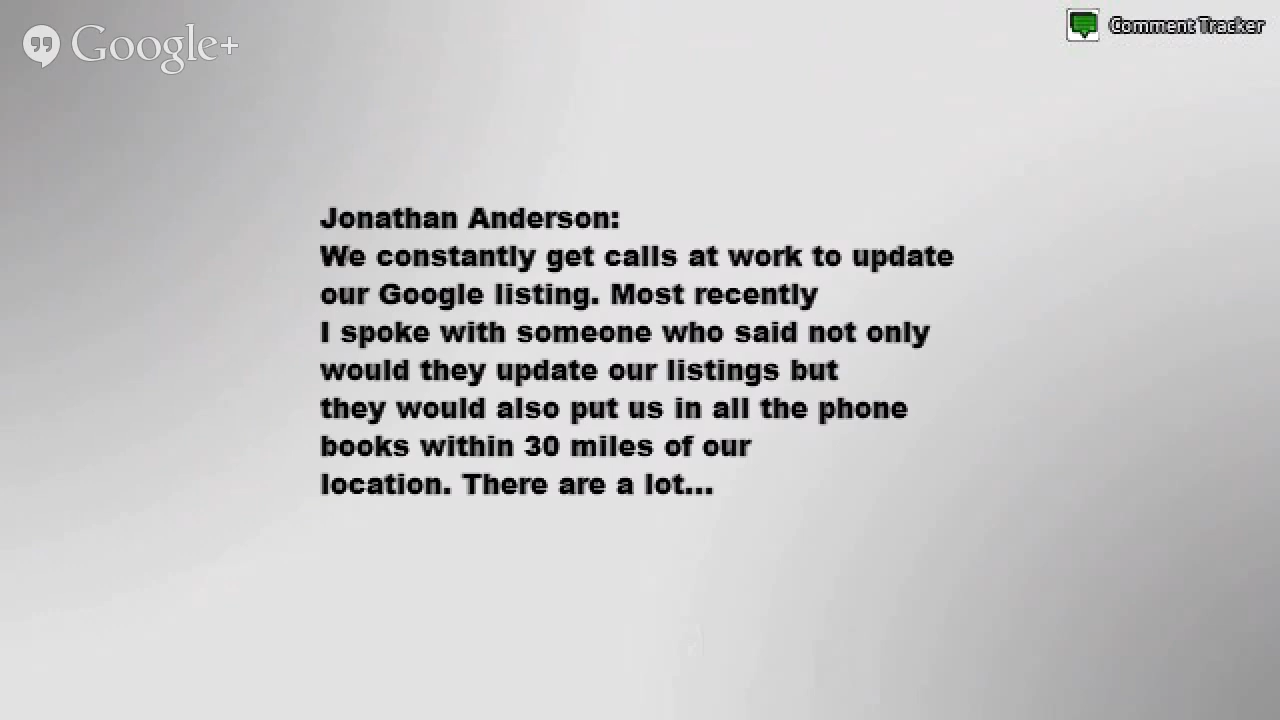 Google+
Comment Tracker
Jonathan Anderson:
We constantly get calls at work to update
our Google listing. Most recently
I spoke with someone who said not only
would they update our listings but
they would also put us in all the phone
books within 30 miles of our
location. There are a lot...